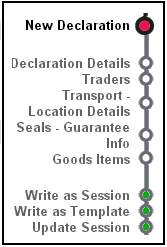 New Declaration
Declaration Details
Traders
Transport -
Location Details
Seals - Guarantee
Info
Goods Items
Write as Session
Write as Template
Update Session